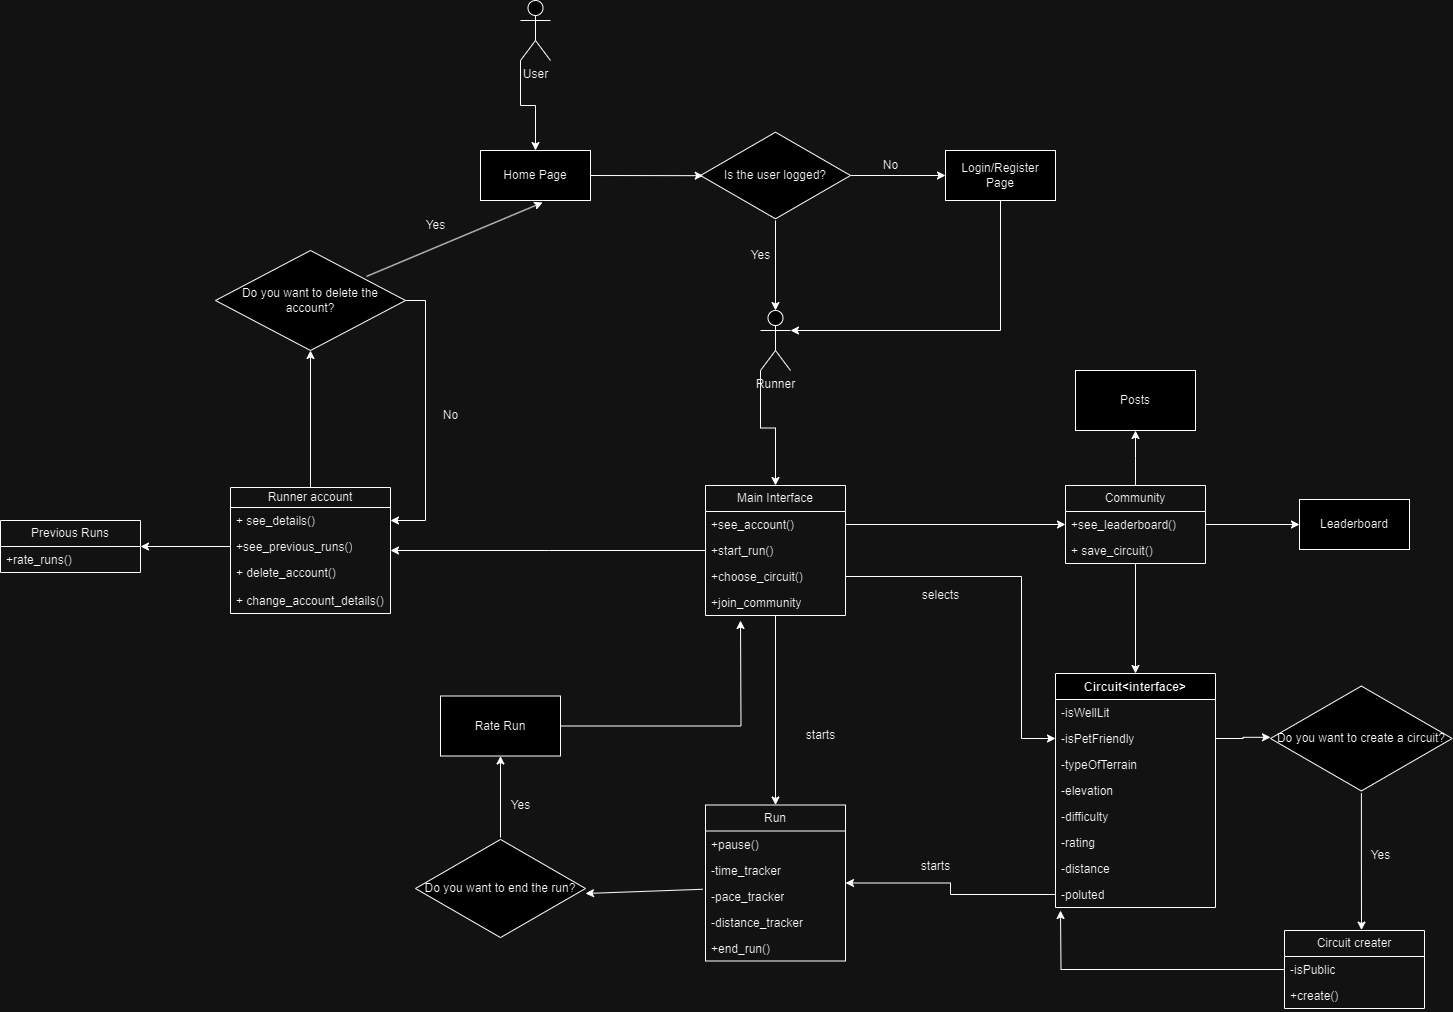 User
Home Page
Is the user logged?
No
Login/Register
Page
Yes
Yes
Do you want to delete the
account?
No
Runner
Posts
Runner account
+ see_details()
+see_previous_runs()
+ delete_account()
+ change_account_details()
Previous Runs
+rate_runs()
Main Interface
+see_account()
+start_run()
+choose_circuit()
+join_community
Community
+see_leaderboard()
+ save_circuit()
Leaderboard
selects
Circuit<interface>
-isWellLit
-isPetFriendly
-typeOfTerrain
-elevation
-difficulty
-rating
-distance
-poluted
Do you want to create a circuit?
Rate Run
starts
Yes
Do you want to end the run?
Run
+pause()
-time_tracker
-pace_tracker
-distance_tracker
+end_run()
starts
Yes
Circuit creater
-isPublic
+create()